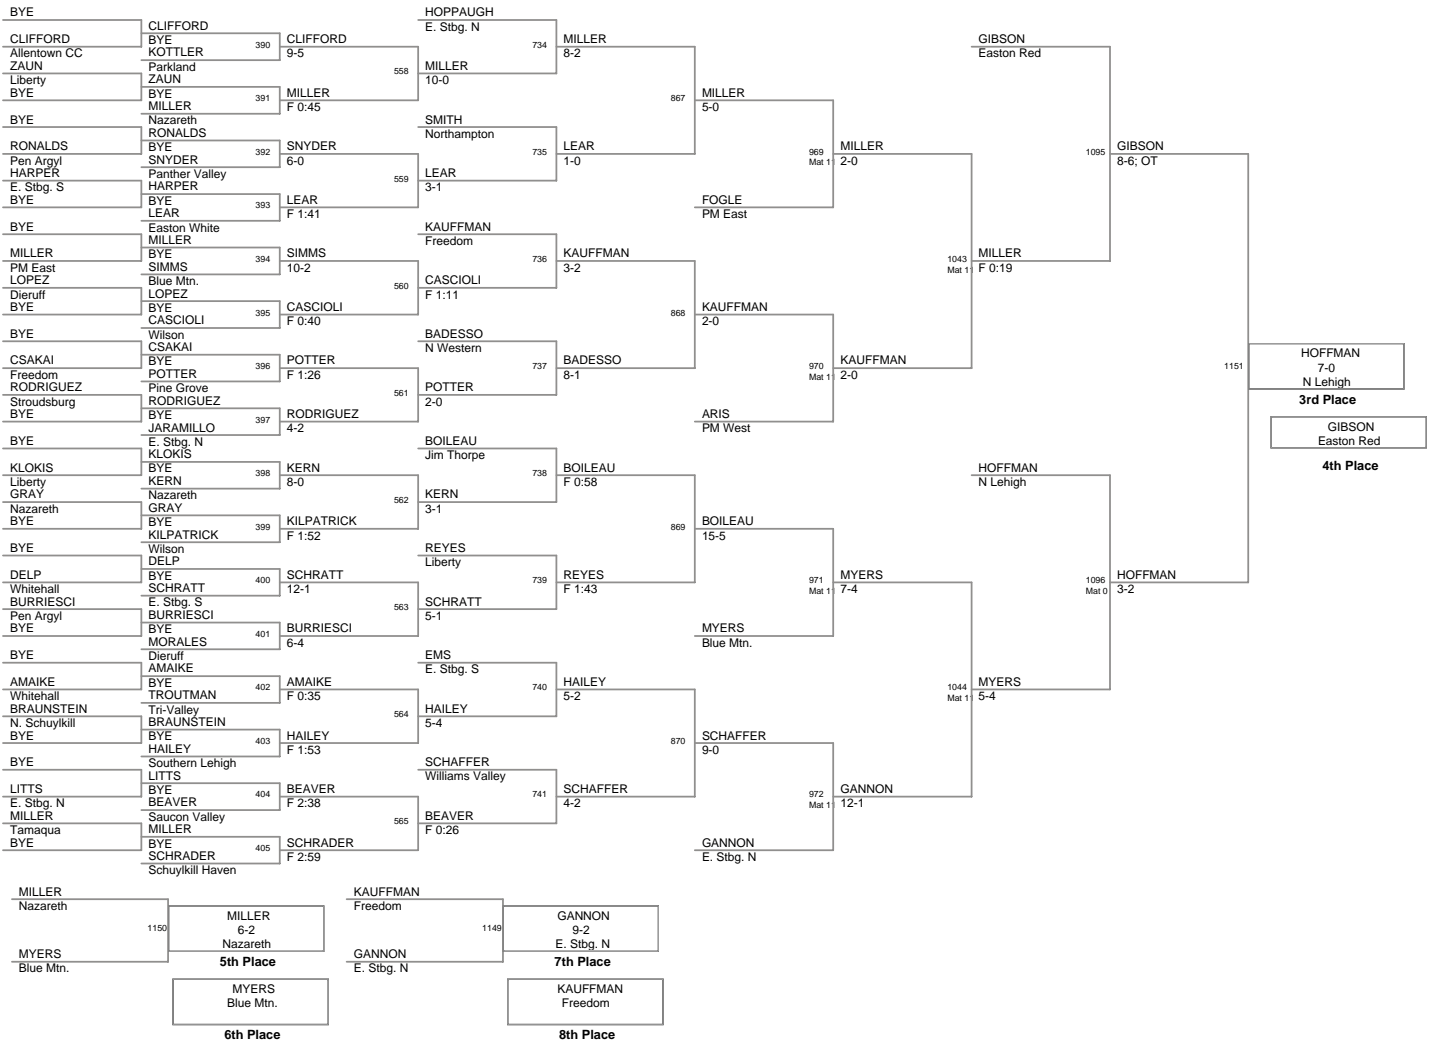 BYE
CLIFFORD
Allentown CC
ZAUN
Liberty
BYE
BYE
RONALDS
Pen Argyl
HARPER
E. Stbg. S
BYE
BYE
MILLER
PM East
LOPEZ
Dieruff
BYE
BYE
CSAKAI
Freedom
RODRIGUEZ
Stroudsburg
BYE
BYE
KLOKIS
Liberty
GRAY
Nazareth
BYE
BYE
DELP
Whitehall
BURRIESCI
Pen Argyl
BYE
BYE
AMAIKE
Whitehall
BRAUNSTEIN
N. Schuylkill
BYE
BYE
LITTS
E. Stbg. N
MILLER
Tamaqua
BYE
CLIFFORD
BYE
KOTTLER
Parkland
ZAUN
BYE
MILLER
Nazareth
RONALDS
BYE
SNYDER
Panther Valley
HARPER
BYE
LEAR
Easton White
MILLER
BYE
SIMMS
Blue Mtn.
LOPEZ
BYE
CASCIOLI
Wilson
CSAKAI
BYE
POTTER
Pine Grove
RODRIGUEZ
BYE
JARAMILLO
E. Stbg. N
KLOKIS
BYE
KERN
Nazareth
GRAY
BYE
KILPATRICK
Wilson
DELP
BYE
SCHRATT
E. Stbg. S
BURRIESCI
BYE
MORALES
Dieruff
AMAIKE
BYE
TROUTMAN
Tri-Valley
BRAUNSTEIN
BYE
HAILEY
Southern Lehigh
LITTS
BYE
BEAVER
Saucon Valley
MILLER
BYE
SCHRADER
Schuylkill Haven
390
CLIFFORD
9-5
391
MILLER
F 0:45
392
SNYDER
6-0
393
LEAR
F 1:41
394
SIMMS
10-2
395
CASCIOLI
F 0:40
396
POTTER
F 1:26
397
RODRIGUEZ
4-2
398
KERN
8-0
399
KILPATRICK
F 1:52
400
SCHRATT
12-1
401
BURRIESCI
6-4
402
AMAIKE
F 0:35
403
HAILEY
F 1:53
404
BEAVER
F 2:38
405
SCHRADER
F 2:59
HOPPAUGH
E. Stbg. N
558
MILLER
10-0
SMITH
Northampton
559
LEAR
3-1
KAUFFMAN
Freedom
560
CASCIOLI
F 1:11
BADESSO
N Western
561
POTTER
2-0
BOILEAU
Jim Thorpe
562
KERN
3-1
REYES
Liberty
563
SCHRATT
5-1
EMS
E. Stbg. S
564
HAILEY
5-4
SCHAFFER
Williams Valley
565
BEAVER
F 0:26
734
MILLER
8-2
735
LEAR
1-0
736
KAUFFMAN
3-2
737
BADESSO
8-1
738
BOILEAU
F 0:58
739
REYES
F 1:43
740
HAILEY
5-2
741
SCHAFFER
4-2
867
MILLER
5-0
FOGLE
PM East
868
KAUFFMAN
2-0
ARIS
PM West
869
BOILEAU
15-5
MYERS
Blue Mtn.
870
SCHAFFER
9-0
GANNON
E. Stbg. N
969
Mat 11
MILLER
2-0
970
Mat 11
KAUFFMAN
2-0
971
Mat 11
MYERS
7-4
972
Mat 11
GANNON
12-1
GIBSON
Easton Red
1043
Mat 11
MILLER
F 0:19
HOFFMAN
N Lehigh
1044
Mat 11
MYERS
5-4
1095
GIBSON
8-6; OT
1096
Mat 0
HOFFMAN
3-2
1151
HOFFMAN
7-0
N Lehigh
3rd Place
GIBSON
Easton Red
4th Place
MILLER
Nazareth
1150
MYERS
Blue Mtn.
MILLER
6-2
Nazareth
5th Place
MYERS
Blue Mtn.
6th Place
KAUFFMAN
Freedom
1149
GANNON
E. Stbg. N
GANNON
9-2
E. Stbg. N
7th Place
KAUFFMAN
Freedom
8th Place